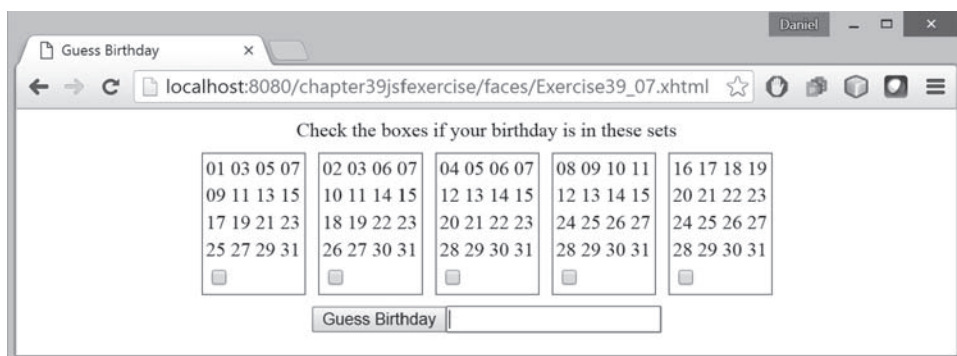 Daniel
Guess Birthday
localhost:8080/chapter39jsfexercise/faces/Exercise39_07.xhtml
Check the boxes if your birthday is in these sets
01 03 05 07 02 03 06 07 04 05 06 07 08 09 10 11 16 17 18 19
09 11 13 15 10 11 14 15 12 13 14 15 12 13 14 15 20 21 22 23
17 19 21 23 18 19 22 23 20 21 22 23 24 25 26 27 24 25 26 27
25 27 29 31 26 27 30 31 28 29 30 31 28 29 30 31 28 29 30 31
Guess Birthday